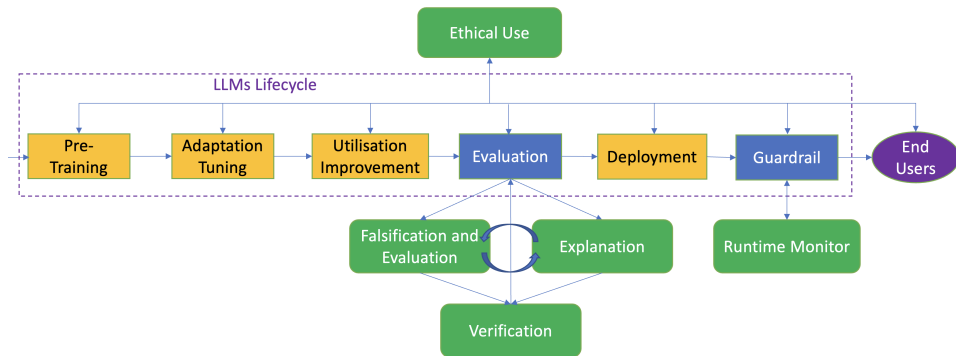 Ethical Use
LLMs Lifecycle
Pre-
Training
Adaptation
Tuning
Utilisation
Improvement
Evaluation
Deployment
Guardrail
End
Users
Falsification and
Evaluation
Explanation
Runtime Monitor
Verification